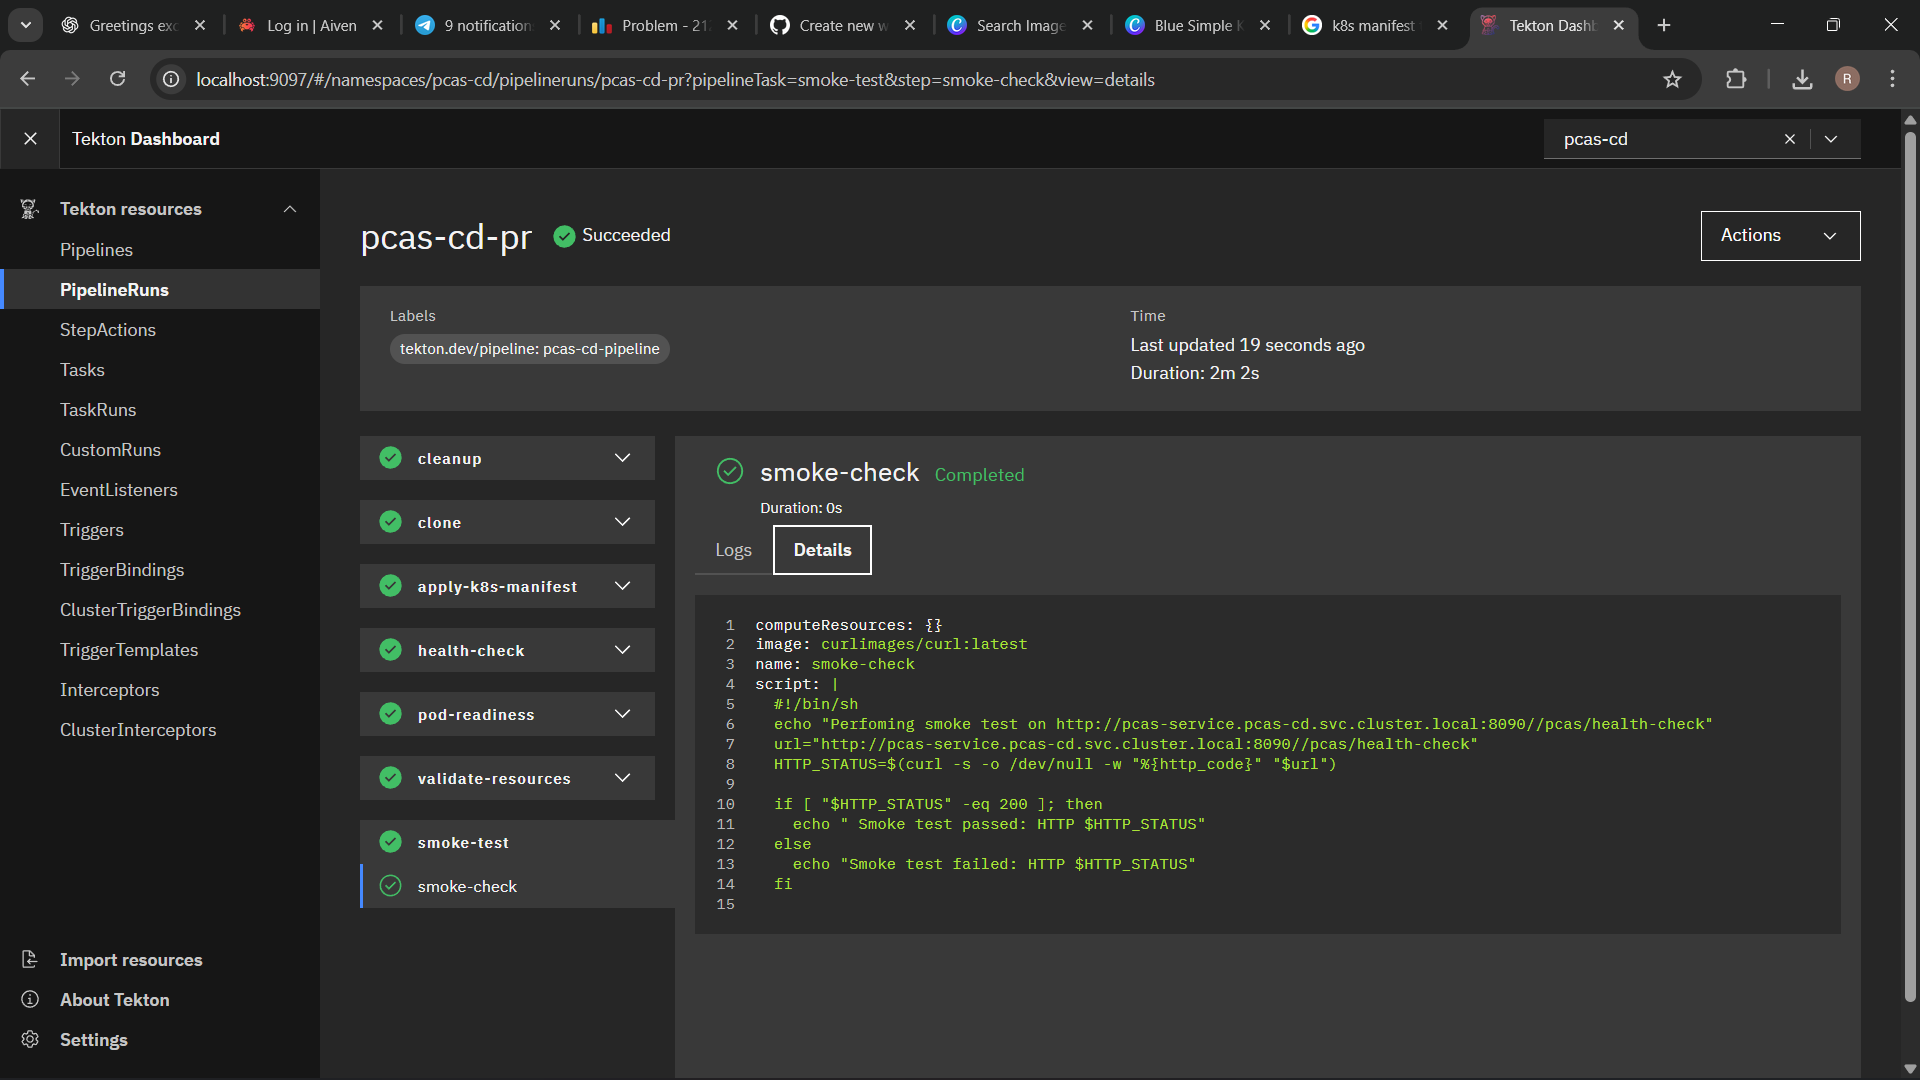 Greetings exc
Log in | Aiven
9 notification
Problem - 21
Create new w
Search Image
Blue Simple K
k8s manifest
Tekton Dashb
localhost:9097/#/namespaces/pcas-cd/pipelineruns/pcas-cd-pr?pipelineTask=smoke-test&step=smoke-check&view=details
R
Tekton Dashboard
pcas-cd
Tekton resources
Pipelines
PipelineRuns
StepActions
Tasks
TaskRuns
CustomRuns
EventListeners
Triggers
TriggerBindings
ClusterTriggerBindings
TriggerTemplates
Interceptors
ClusterInterceptors
Import resources
About Tekton
Settings
pcas-cd-pr
Succeeded
Actions
Labels
tekton.dev/pipeline: pcas-cd-pipeline
Time
Last updated 19 seconds ago
Duration: 2m 2s
cleanup
clone
apply-k8s-manifest
health-check
pod-readiness
validate-resources
smoke-test
smoke-check
smoke-check Completed
Duration: 0s
Logs
Details
1 computeResources: {}
2 image: curlimages/curl:latest
3 name: smoke-check
4 script: |
5 #!/bin/sh
6 echo "Perfoming smoke test on http://pcas-service.pcas-cd.svc.cluster.local:8090//pcas/health-check"
7 url="http://pcas-service.pcas-cd.svc.cluster.local:8090//pcas/health-check"
8 HTTP_STATUS=$(curl -s -o /dev/null -w "%{http_code}" "$url")
9
10 if [ "$HTTP_STATUS" -eq 200 ]; then
11 echo " Smoke test passed: HTTP $HTTP_STATUS"
12 else
13 echo "Smoke test failed: HTTP $HTTP_STATUS"
14 fi
15